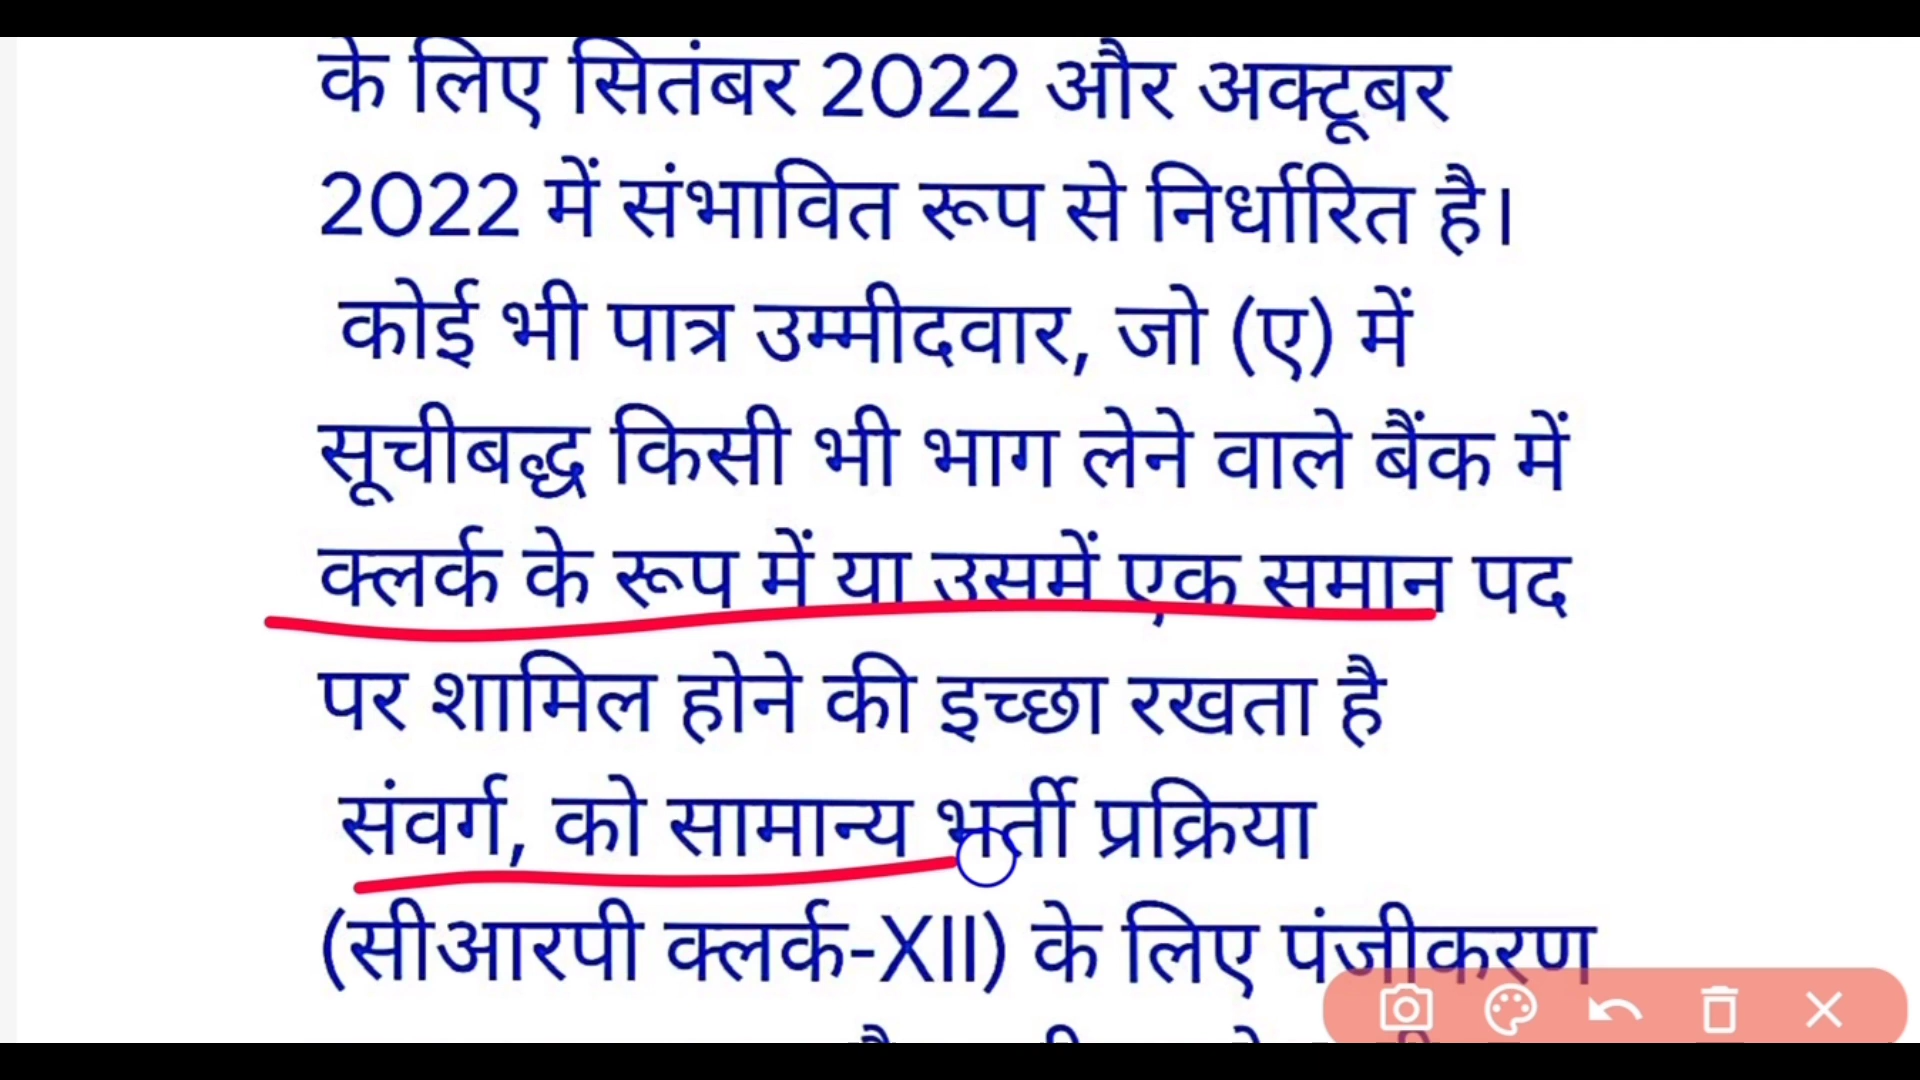 के लिए सितंबर 2022 और अक्टूबर
2022 में संभावित रूप से निर्धारित है।
कोई भी पात्र उम्मीदवार, जो (ए) में
सूचीबद्ध किसी भी भाग लेने वाले बैंक में
क्लर्क के रूप में या उसमें एक समान पद
पर शामिल होने की इच्छा रखता है
संवर्ग, को सामान्य भर्ती प्रक्रिया
(सीआरपी क्लर्क-XII) के लिए पंजीकरण